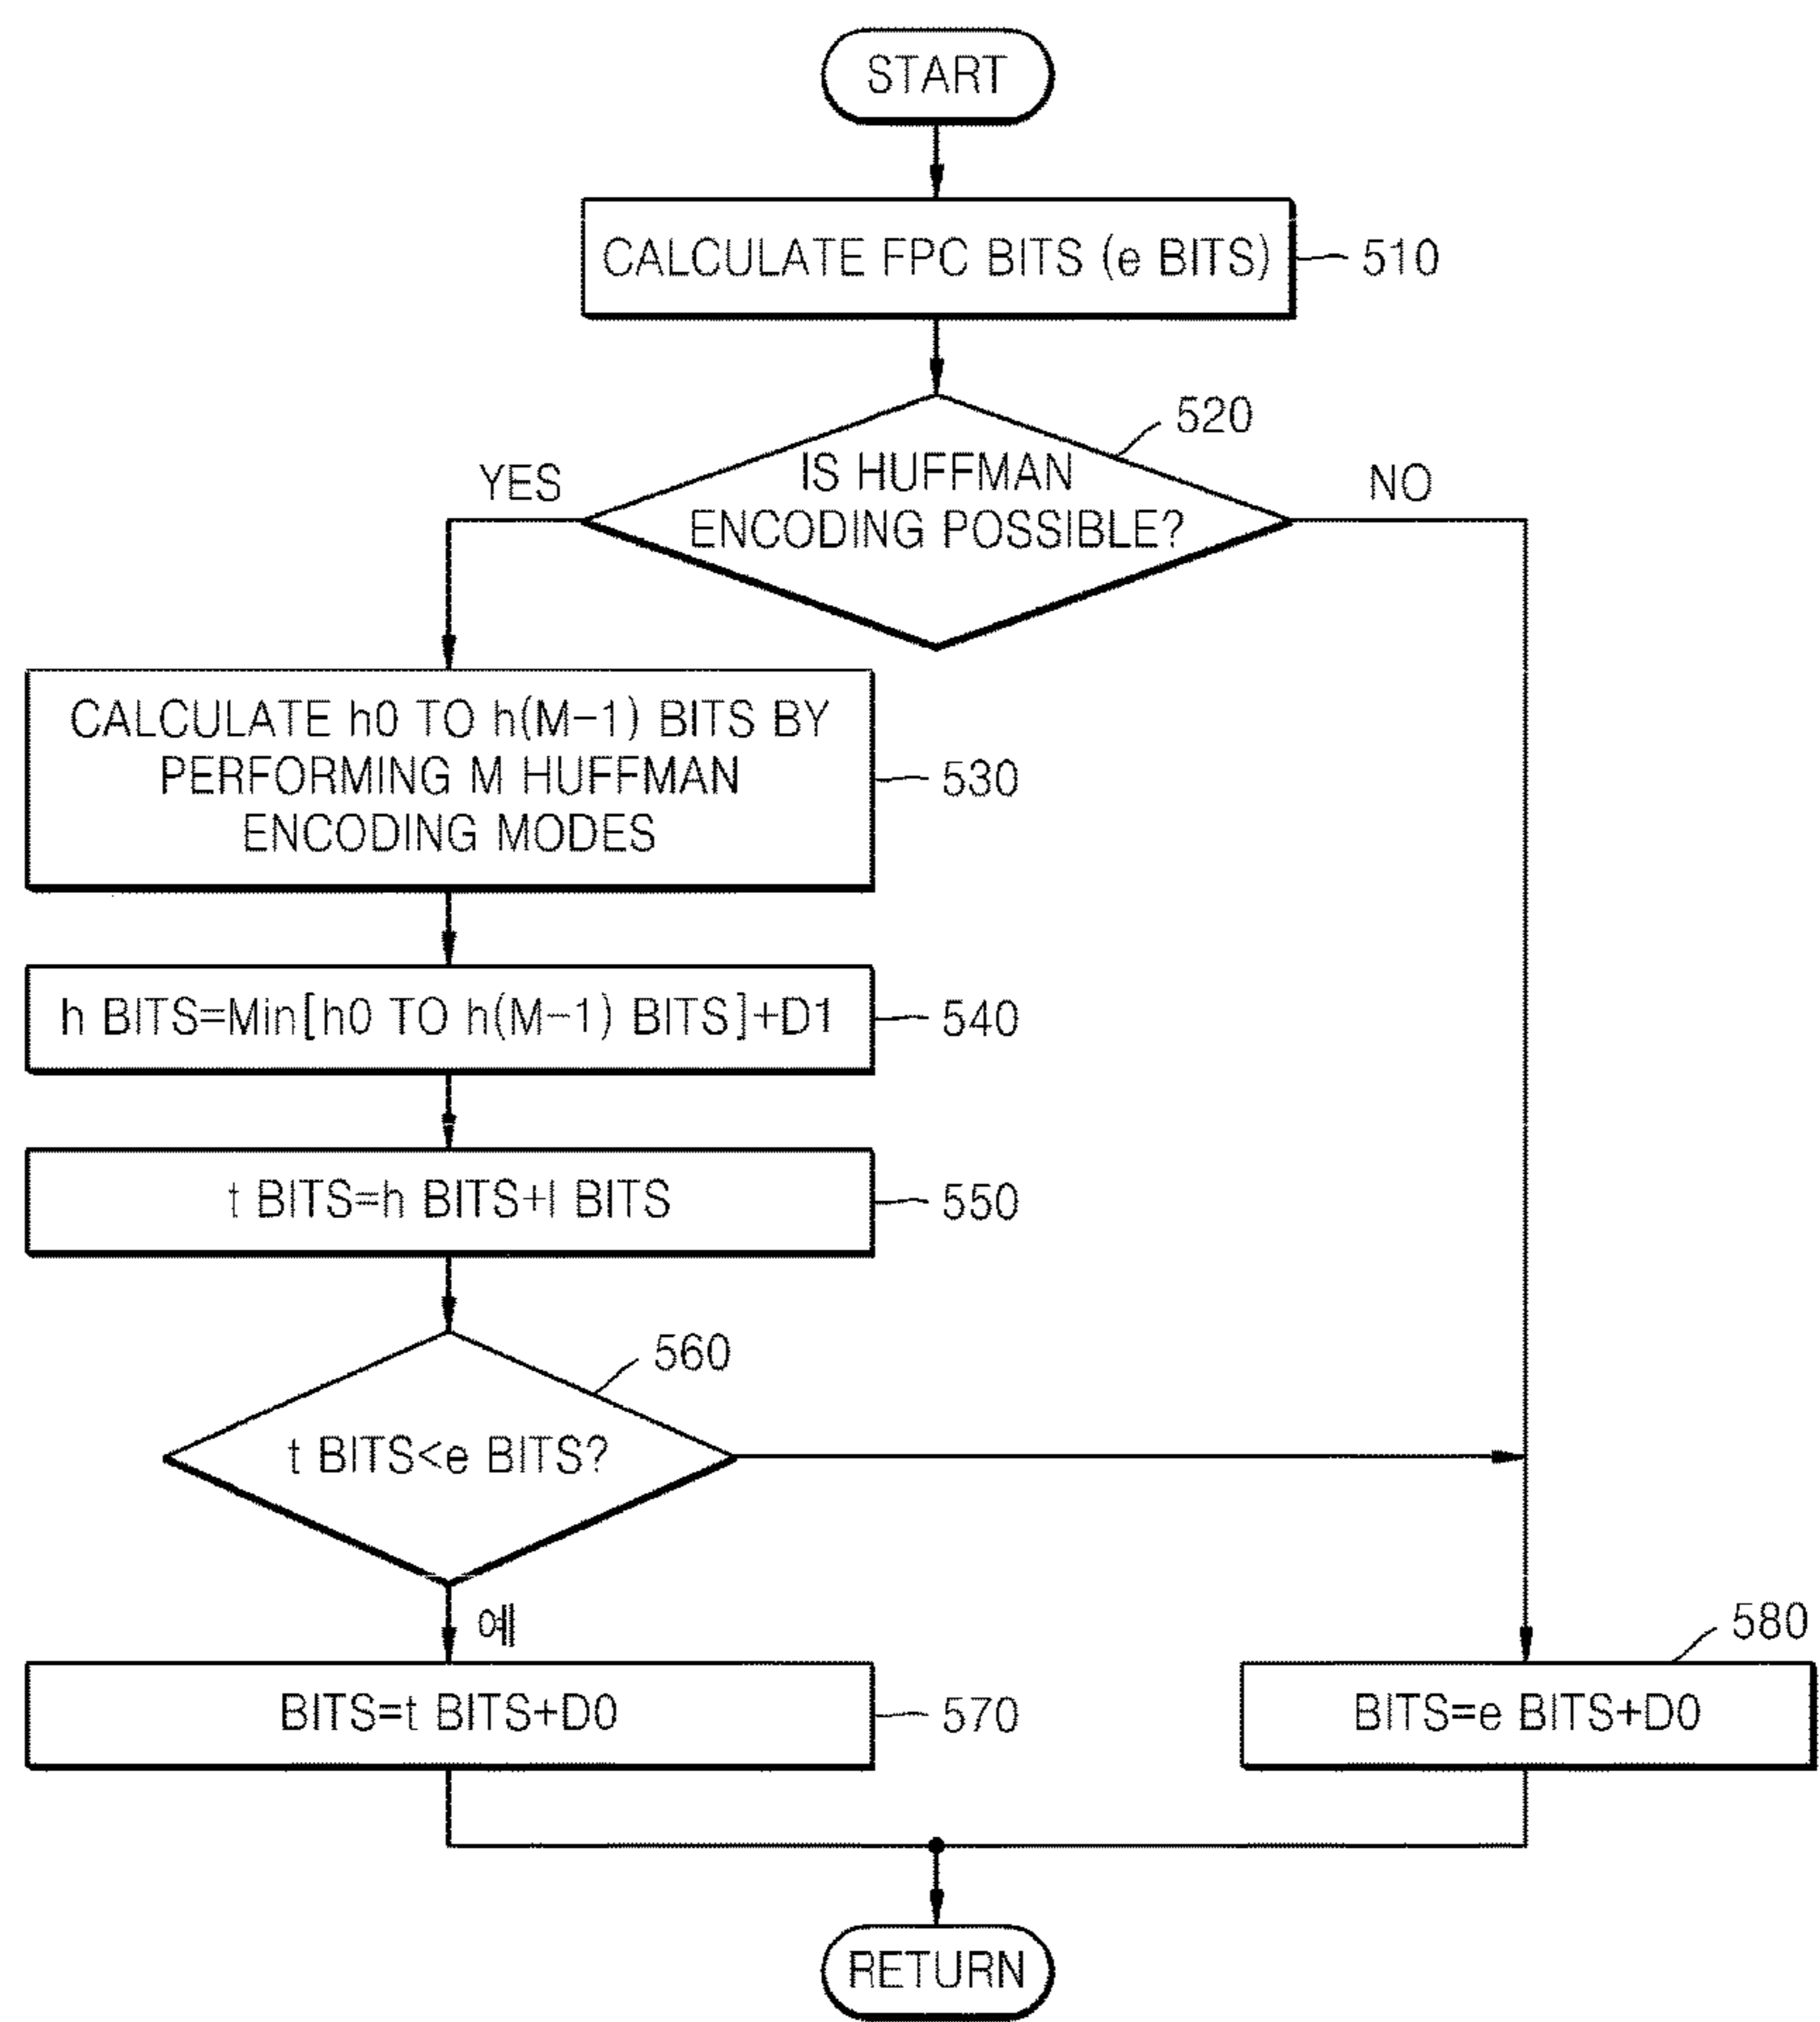 START
CALCULATE FPC BITS (e BITS)
510
520
IS HUFFMAN
ENCODING POSSIBLE?
YES
NO
CALCULATE h0 TO h(M-1) BITS BY
PERFORMING M HUFFMAN
ENCODING MODES
530
h BITS=Min[h0 TO h(M-1) BITS]+D1
540
t BITS=h BITS+l BITS
550
560
t BITS<e BITS?
예
BITS=t BITS+D0
570
580
BITS=e BITS+D0
RETURN